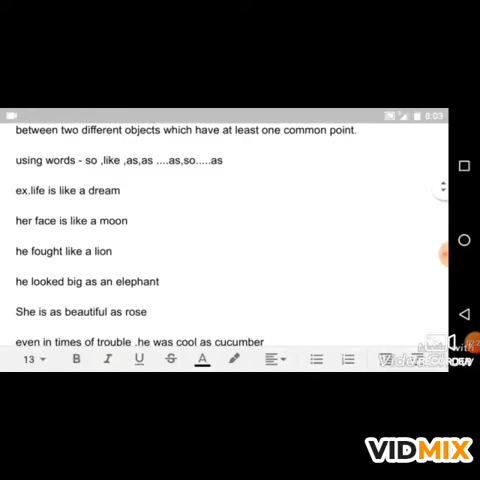 8:03
between two different objects which have at least one common point.
using words - so ,like ,as,as ....as,so.....as
ex.life is like a dream
her face is like a moon
he fought like a lion
he looked big as an elephant
She is as beautiful as rose
even in times of trouble ,he was cool as cucumber
13 B I U S A
RECORDER
VIDMIX